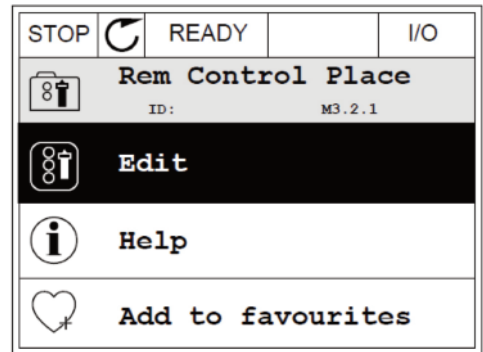 STOP READY I/O
Rem Control Place
ID: M3.2.1
Edit
Help
Add to favourites